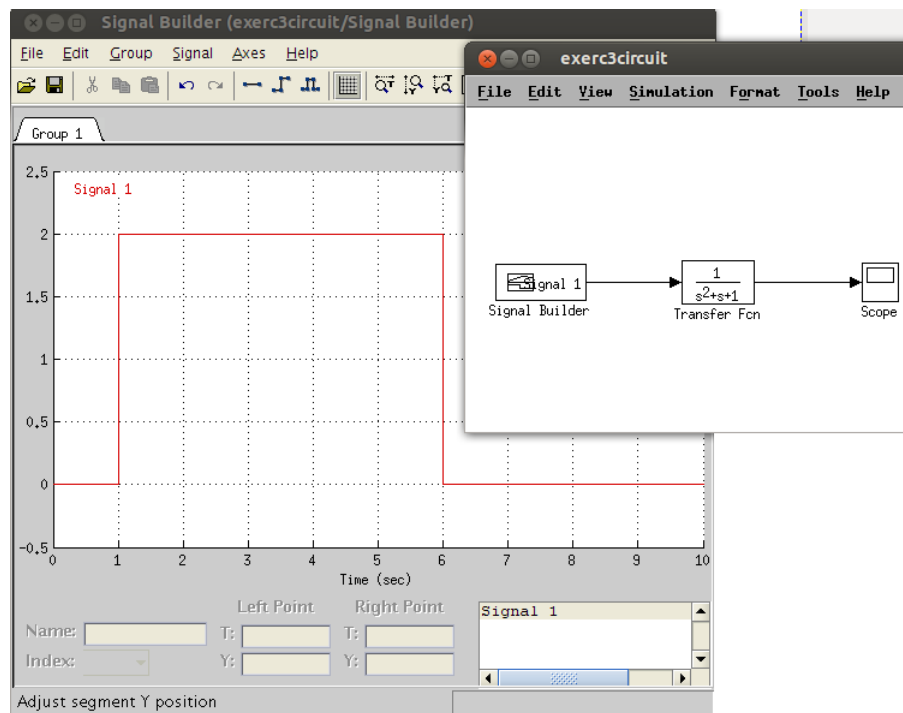 Signal Builder (exerc3circuit/Signal Builder)
File Edit Group Signal Axes Help
Group 1
Signal 1
2.5
2
1.5
1
0.5
0
-0.5
0 1 2 3 4 5 6 7 8 9 10
Time (sec)
Left Point Right Point
Name: T: T:
Index: Y: Y:
Signal 1
Adjust segment Y position
exerc3circuit
File Edit View Simulation Format Tools Help
Signal 1
Signal Builder
1
s2+s+1
Transfer Fcn
Scope